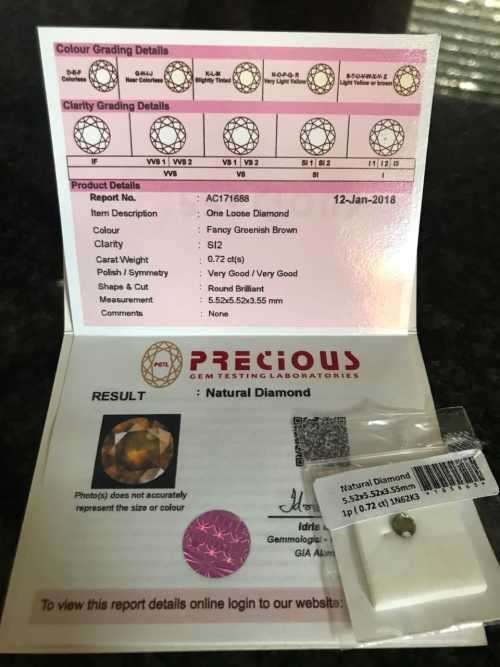 Colour Grading Details
D-E-F Colorless
G-H-I-J Near Colorless
K-L-M Slightly Tinted
N-O-P-Q-R Very Light Yellow
S-T-U-V-W-X-Y-Z Light Yellow or brown
Clarity Grading Details
IF
VVS 1 VVS 2
VS 1 VS 2
SI 1 SI 2
I 1 I 2 I3
VVS
VS
SI
I
Product Details
Report No. : AC171688 12-Jan-2018
Item Description : One Loose Diamond
Colour : Fancy Greenish Brown
Clarity : SI2
Carat Weight : 0.72 ct(s)
Polish / Symmetry : Very Good / Very Good
Shape & Cut : Round Brilliant
Measurement : 5.52x5.52x3.55 mm
Comments : None
PGTL
PRECIOUS
GEM TESTING LABORATORIES
RESULT : Natural Diamond
Photo(s) does not accurately
represent the size or colour
Idris
Gemmologist -
GIA Alum
Natural Diamond
5.52x5.52x3.55mm
1p ( 0.72 ct) 1N62K3
To view this report details online login to our website: